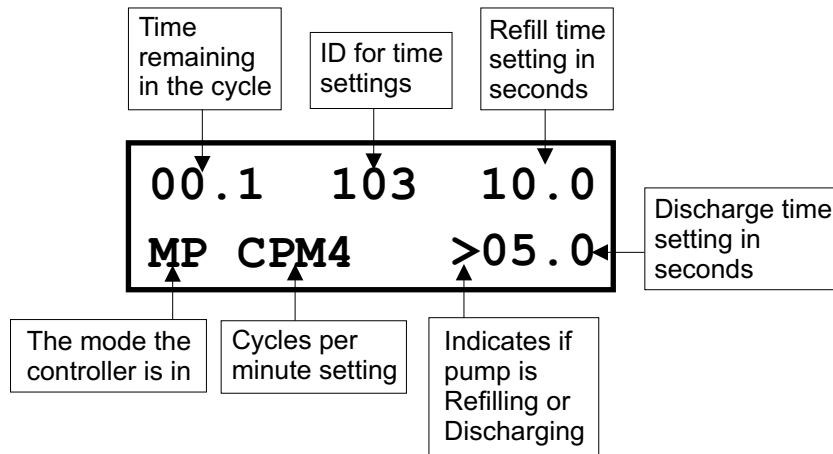 Time
remaining
in the cycle
ID for time
settings
Refill time
setting in
seconds
00.1 103 10.0
MP CPM4 >05.0
Discharge time
setting in
seconds
The mode the
controller is in
Cycles per
minute setting
Indicates if
pump is
Refilling or
Discharging